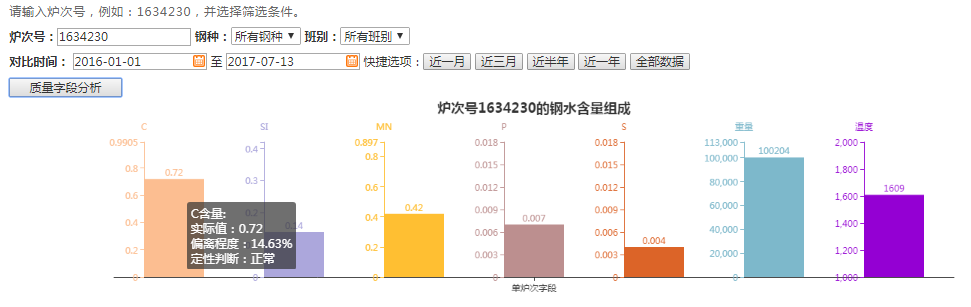 请输入炉次号，例如：1634230，并选择筛选条件。
炉次号：1634230 钢种：所有钢种 班别：所有班别
对比时间：2016-01-01 至 2017-07-13 快捷选项：近一月 近三月 近半年 近一年 全部数据
质量字段分析
炉次号1634230的钢水含量组成
C SI MN P S 重量 温度
0.9905 0.4 0.897 0.018 0.018 113,000 2,000
0.8 0.3 0.8 0.015 0.015 100,000 1,800
0.72 100204
0.6 0.6 0.012 0.012 80,000 1,600
1609
0.4 0.2 0.4 0.009 0.009 60,000 1,400
0.42 0.007
C含量:
实际值：0.72
0.14
偏离程度：14.63%
定性判断：正常
0.006 0.006 40,000
0.004
0.2 0.2 0.003 0.003 20,000 1,200
0 0 0 0 0 0 1,000
单炉次字段